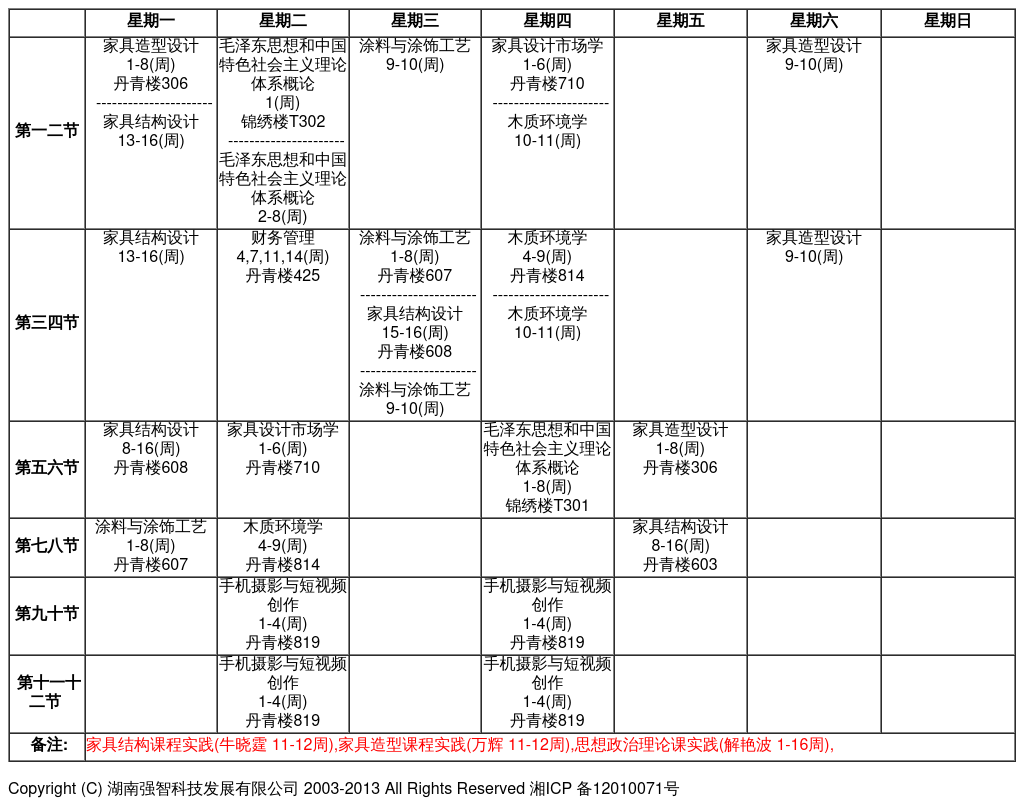 星期一 星期二 星期三 星期四 星期五 星期六 星期日
第一二节
家具造型设计
1-8(周)
丹青楼306
----------------------
家具结构设计
13-16(周)
毛泽东思想和中国
特色社会主义理论
体系概论
1(周)
锦绣楼T302
----------------------
毛泽东思想和中国
特色社会主义理论
体系概论
2-8(周)
涂料与涂饰工艺
9-10(周)
家具设计市场学
1-6(周)
丹青楼710
----------------------
木质环境学
10-11(周)
家具造型设计
9-10(周)
第三四节
家具结构设计
13-16(周)
财务管理
4,7,11,14(周)
丹青楼425
涂料与涂饰工艺
1-8(周)
丹青楼607
----------------------
家具结构设计
15-16(周)
丹青楼608
----------------------
涂料与涂饰工艺
9-10(周)
木质环境学
4-9(周)
丹青楼814
----------------------
木质环境学
10-11(周)
家具造型设计
9-10(周)
第五六节
家具结构设计
8-16(周)
丹青楼608
家具设计市场学
1-6(周)
丹青楼710
毛泽东思想和中国
特色社会主义理论
体系概论
1-8(周)
锦绣楼T301
家具造型设计
1-8(周)
丹青楼306
第七八节
涂料与涂饰工艺
1-8(周)
丹青楼607
木质环境学
4-9(周)
丹青楼814
家具结构设计
8-16(周)
丹青楼603
第九十节
手机摄影与短视频
创作
1-4(周)
丹青楼819
手机摄影与短视频
创作
1-4(周)
丹青楼819
第十一十
二节
手机摄影与短视频
创作
1-4(周)
丹青楼819
手机摄影与短视频
创作
1-4(周)
丹青楼819
备注: 家具结构课程实践(牛晓霆 11-12周),家具造型课程实践(万辉 11-12周),思想政治理论课实践(解艳波 1-16周),
Copyright (C) 湖南强智科技发展有限公司 2003-2013 All Rights Reserved 湘ICP 备12010071号